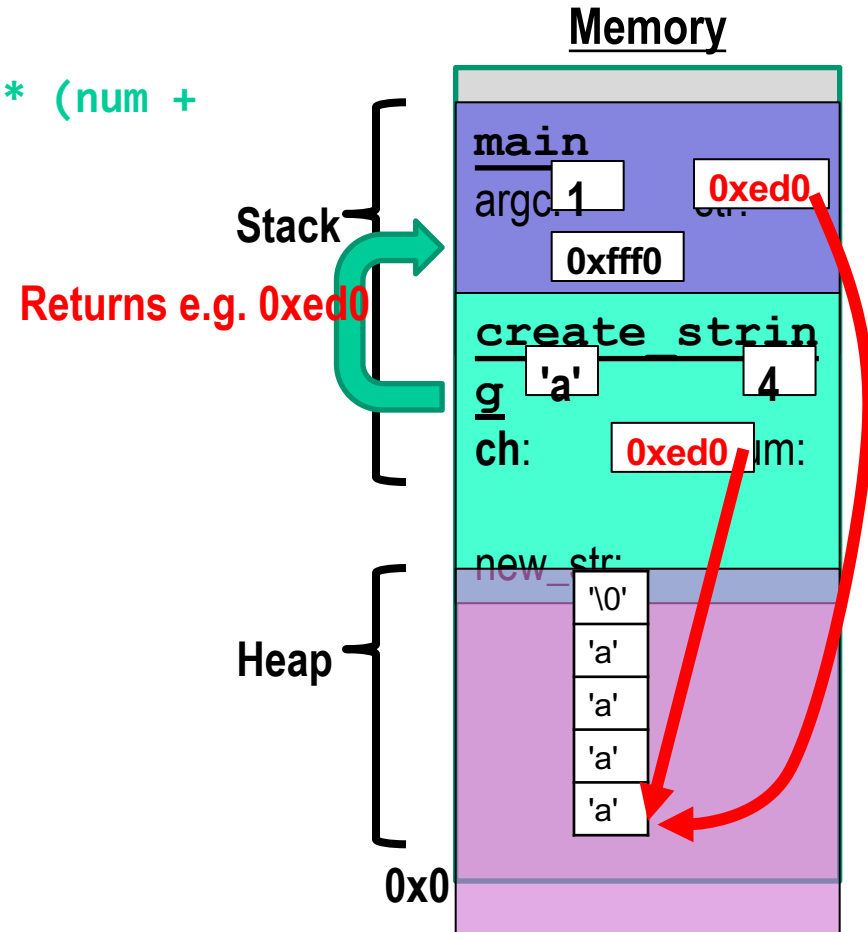 Memory
* (num +
main
argc: 1 str: 0xed0
0xfff0
Stack
Returns e.g. 0xed0
create_strin
g 'a' 4
ch: 0xed0 um:
new_str:
'\0'
'a'
Heap
'a'
'a'
'a'
0x0